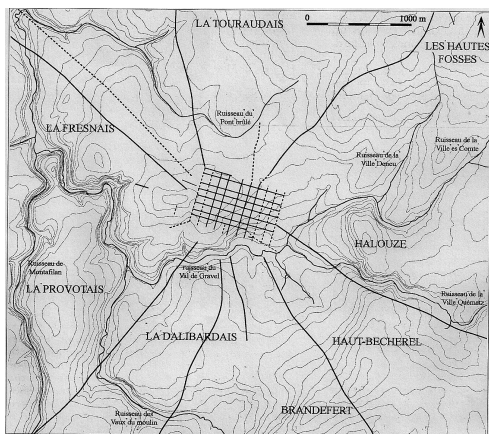 LA TOURAUDAIS
0 1000 m
LES HAUTES
FOSSES
Ruisseau du
Pont brûlé
LA FRESNAIS
Ruisseau de la
Ville es Comte
Ruisseau de la
Ville Deneu
HALOUZE
Ruisseau de
Montafilan
Ruisseau du
Val de Gravel
LA PROVOTAIS
Ruisseau de la
Ville Quématz
LA DALIBARDAIS
HAUT-BECHEREL
BRANDEFERT
Ruisseau des
Vaux du moulin